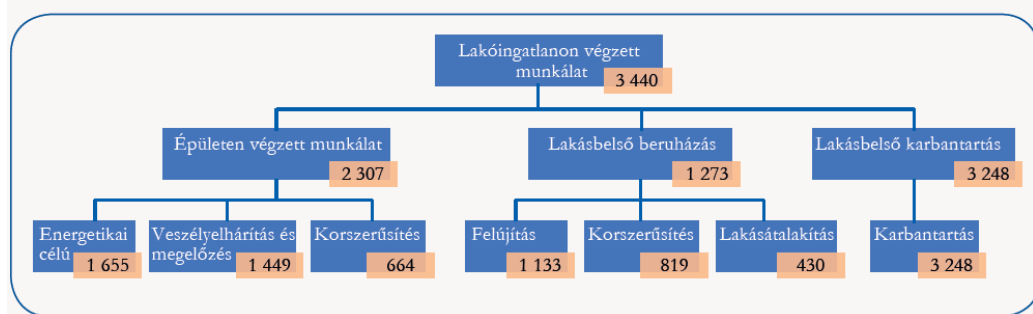 Lakóingatlanon végzett
munkálat
3 440
Épületen végzett munkálat
2 307
Lakásbelső beruházás
1 273
Lakásbelső karbantartás
3 248
Energetikai
célú
1 655
Veszélyelhárítás és
megelőzés
1 449
Korszerűsítés
664
Felújítás
1 133
Korszerűsítés
819
Lakásátalakítás
430
Karbantartás
3 248